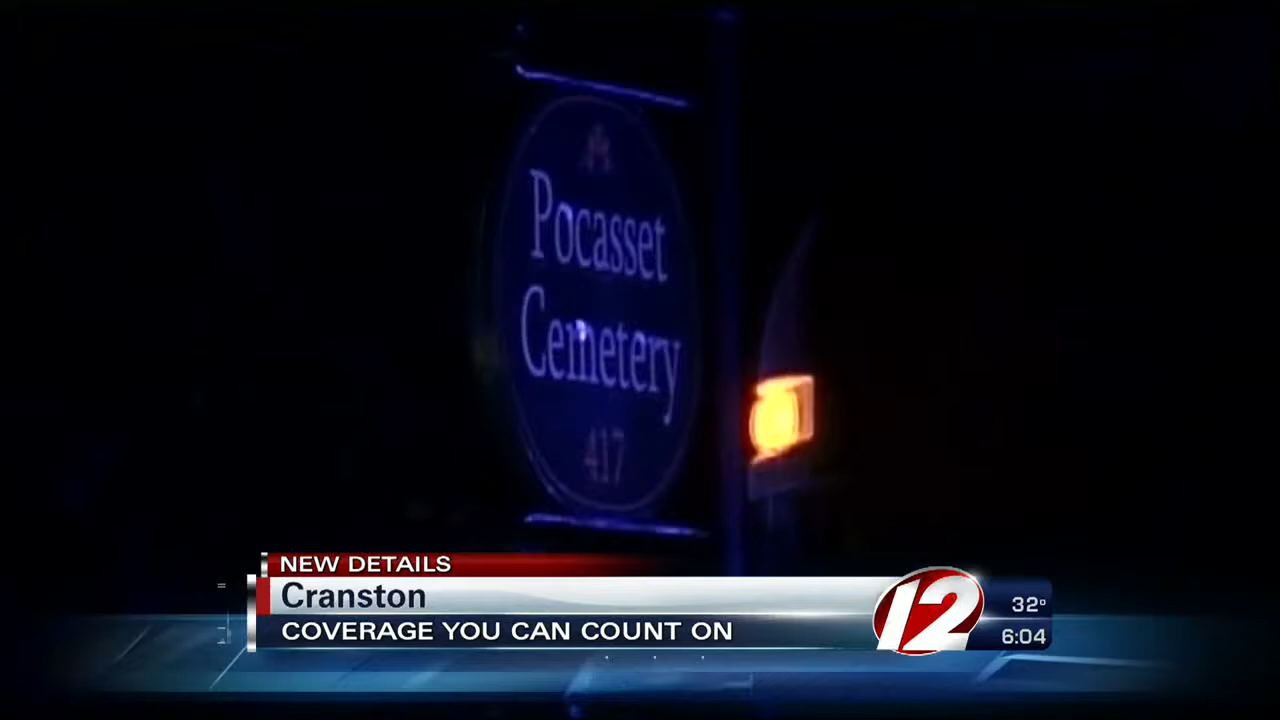 Pocasset
Cemetery
417
NEW DETAILS
Cranston
COVERAGE YOU CAN COUNT ON
12
32°
6:04